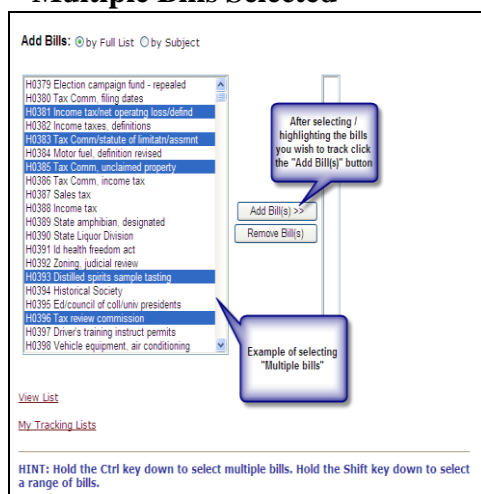 Multiple Bills Selected
Add Bills: by Full List by Subject
H0379 Election campaign fund - repealed
H0380 Tax Comm, filing dates
H0381 Income tax/net operatng loss/defind
H0382 Income taxes, definitions
H0383 Tax Comm/statute of limitatn/assmnt
H0384 Motor fuel, definition revised
H0385 Tax Comm, unclaimed property
H0386 Tax Comm, income tax
H0387 Sales tax
H0388 Income tax
H0389 State amphibian, designated
H0390 State Liquor Division
H0391 Id health freedom act
H0392 Zoning, judicial review
H0393 Distilled spirits sample tasting
H0394 Historical Society
H0395 Ed/council of coll/univ presidents
H0396 Tax review commission
H0397 Driver's training instruct permits
H0398 Vehicle equipment, air conditioning
After selecting /
highlighting the bills
you wish to track click
the "Add Bill(s)" button
Add Bill(s) >>
Remove Bill(s)
Example of selecting
"Multiple bills"
View List
My Tracking Lists
HINT: Hold the Ctrl key down to select multiple bills. Hold the Shift key down to select
a range of bills.